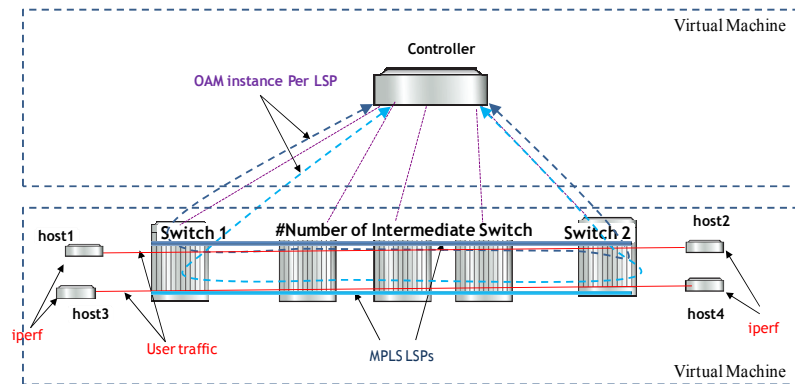 Virtual Machine
Controller
OAM instance Per LSP
Switch 1
#Number of Intermediate Switch
Switch 2
host1
host2
host3
host4
iperf
User traffic
MPLS LSPs
iperf
Virtual Machine